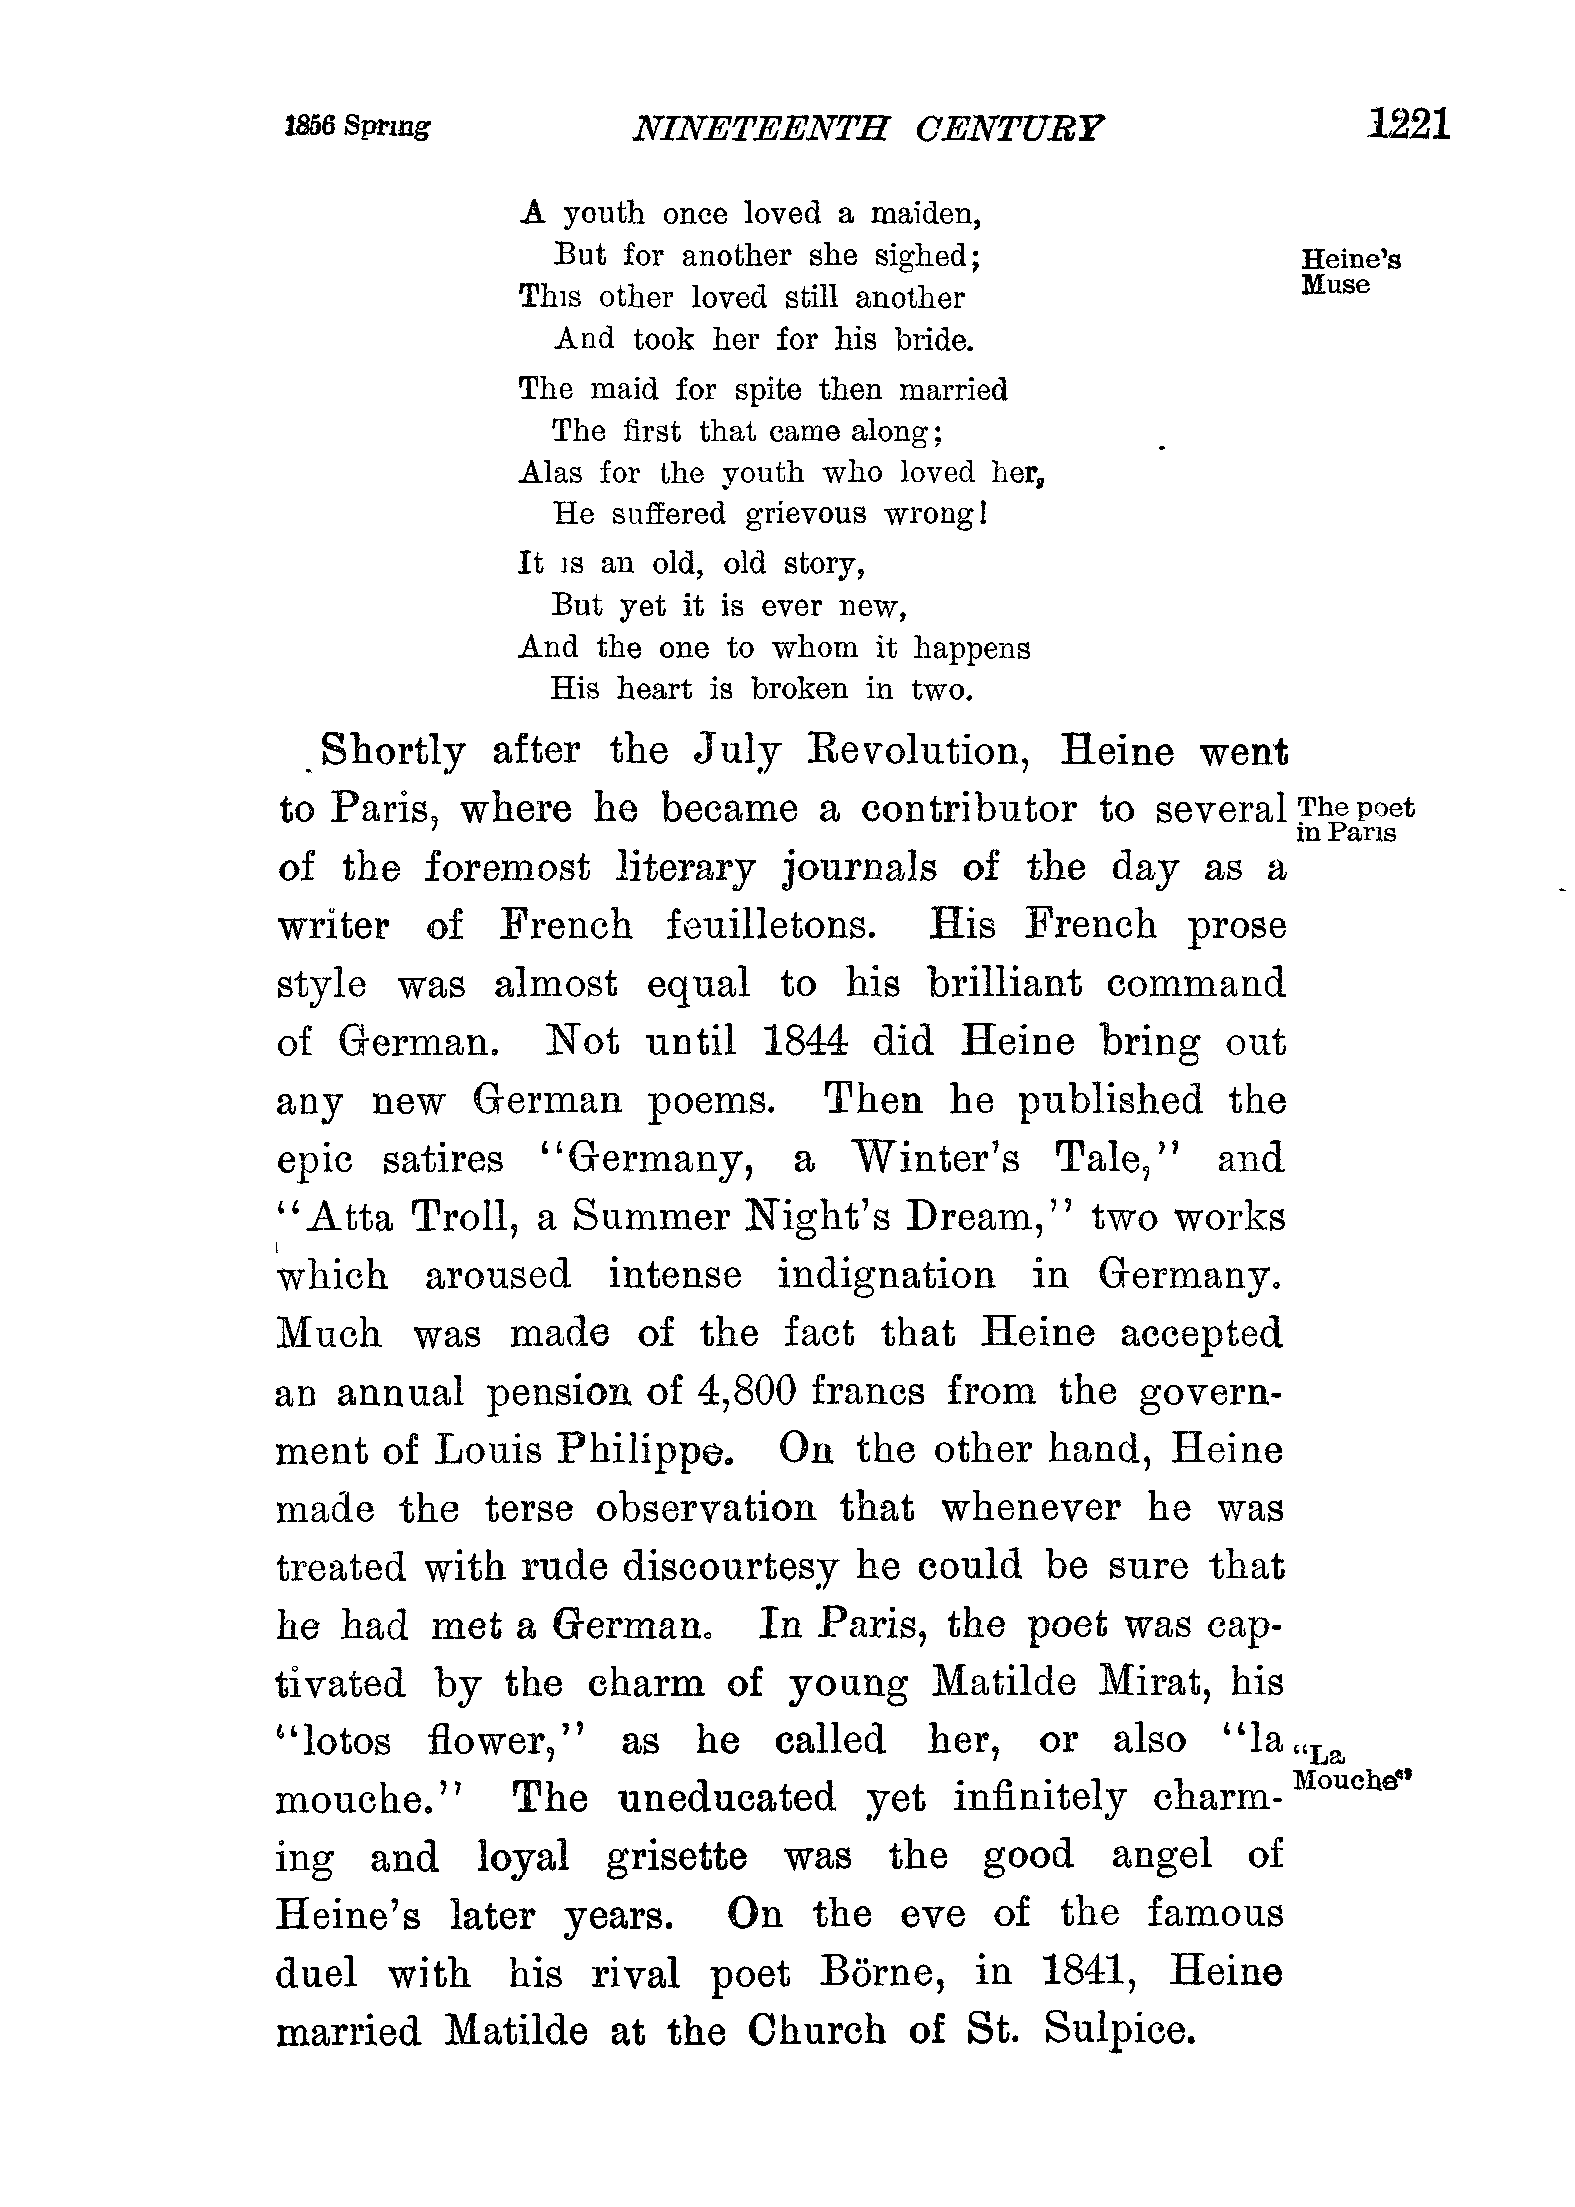 1856 Spring NINETEENTH CENTURY 1221
A youth once loved a maiden,
But for another she sighed;
This other loved still another
And took her for his bride.
Heine's
Muse
The maid for spite then married
The first that came along;
Alas for the youth who loved her,
He suffered grievous wrong!
It is an old, old story,
But yet it is ever new,
And the one to whom it happens
His heart is broken in two.
Shortly after the July Revolution, Heine went
to Paris, where he became a contributor to several
The poet
in Paris
of the foremost literary journals of the day as a
writer of French feuilletons. His French prose
style was almost equal to his brilliant command
of German. Not until 1844 did Heine bring out
any new German poems. Then he published the
epic satires "Germany, a Winter's Tale," and
"Atta Troll, a Summer Night's Dream," two works
which aroused intense indignation in Germany.
Much was made of the fact that Heine accepted
an annual pension of 4,800 francs from the govern-
ment of Louis Philippe. On the other hand, Heine
made the terse observation that whenever he was
treated with rude discourtesy he could be sure that
he had met a German. In Paris, the poet was cap-
tivated by the charm of young Matilde Mirat, his
"lotos flower," as he called her, or also "la
mouche." The uneducated yet infinitely charm-
"La
Mouche"
ing and loyal grisette was the good angel of
Heine's later years. On the eve of the famous
duel with his rival poet Börne, in 1841, Heine
married Matilde at the Church of St. Sulpice.